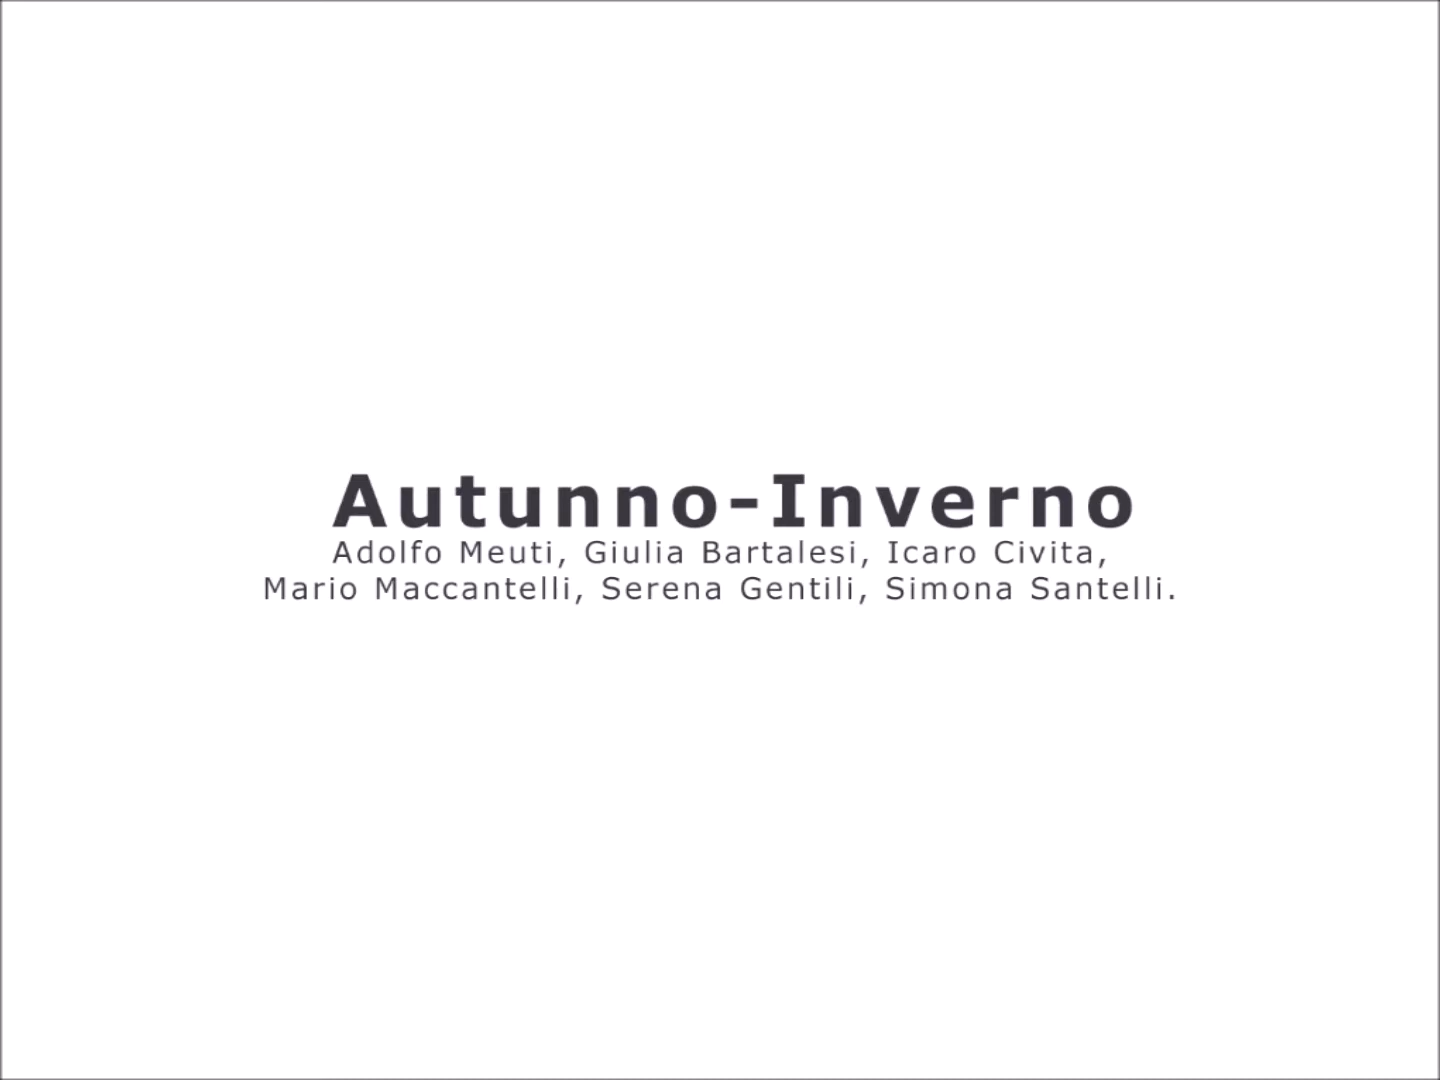 Autunno-Inverno
Adolfo Meuti, Giulia Bartalesi, Icaro Civita,
Mario Maccantelli, Serena Gentili, Simona Santelli.